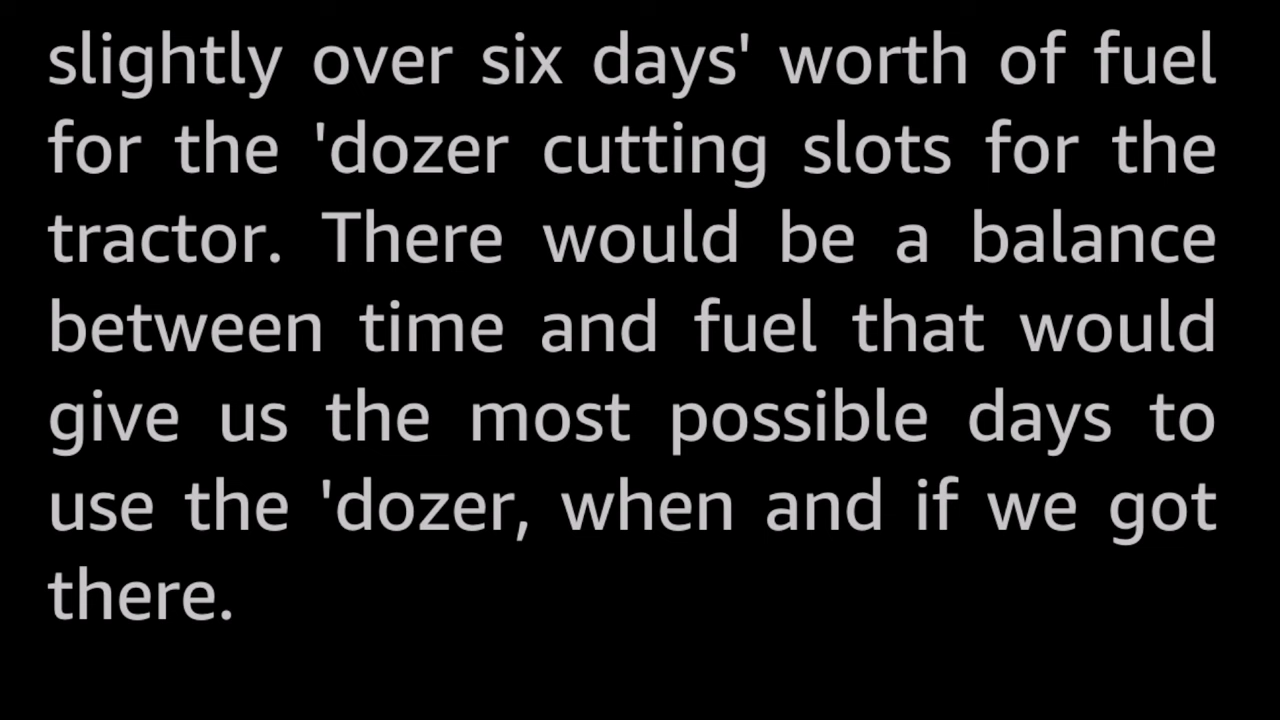 slightly over six days' worth of fuel
for the 'dozer cutting slots for the
tractor. There would be a balance
between time and fuel that would
give us the most possible days to
use the 'dozer, when and if we got
there.